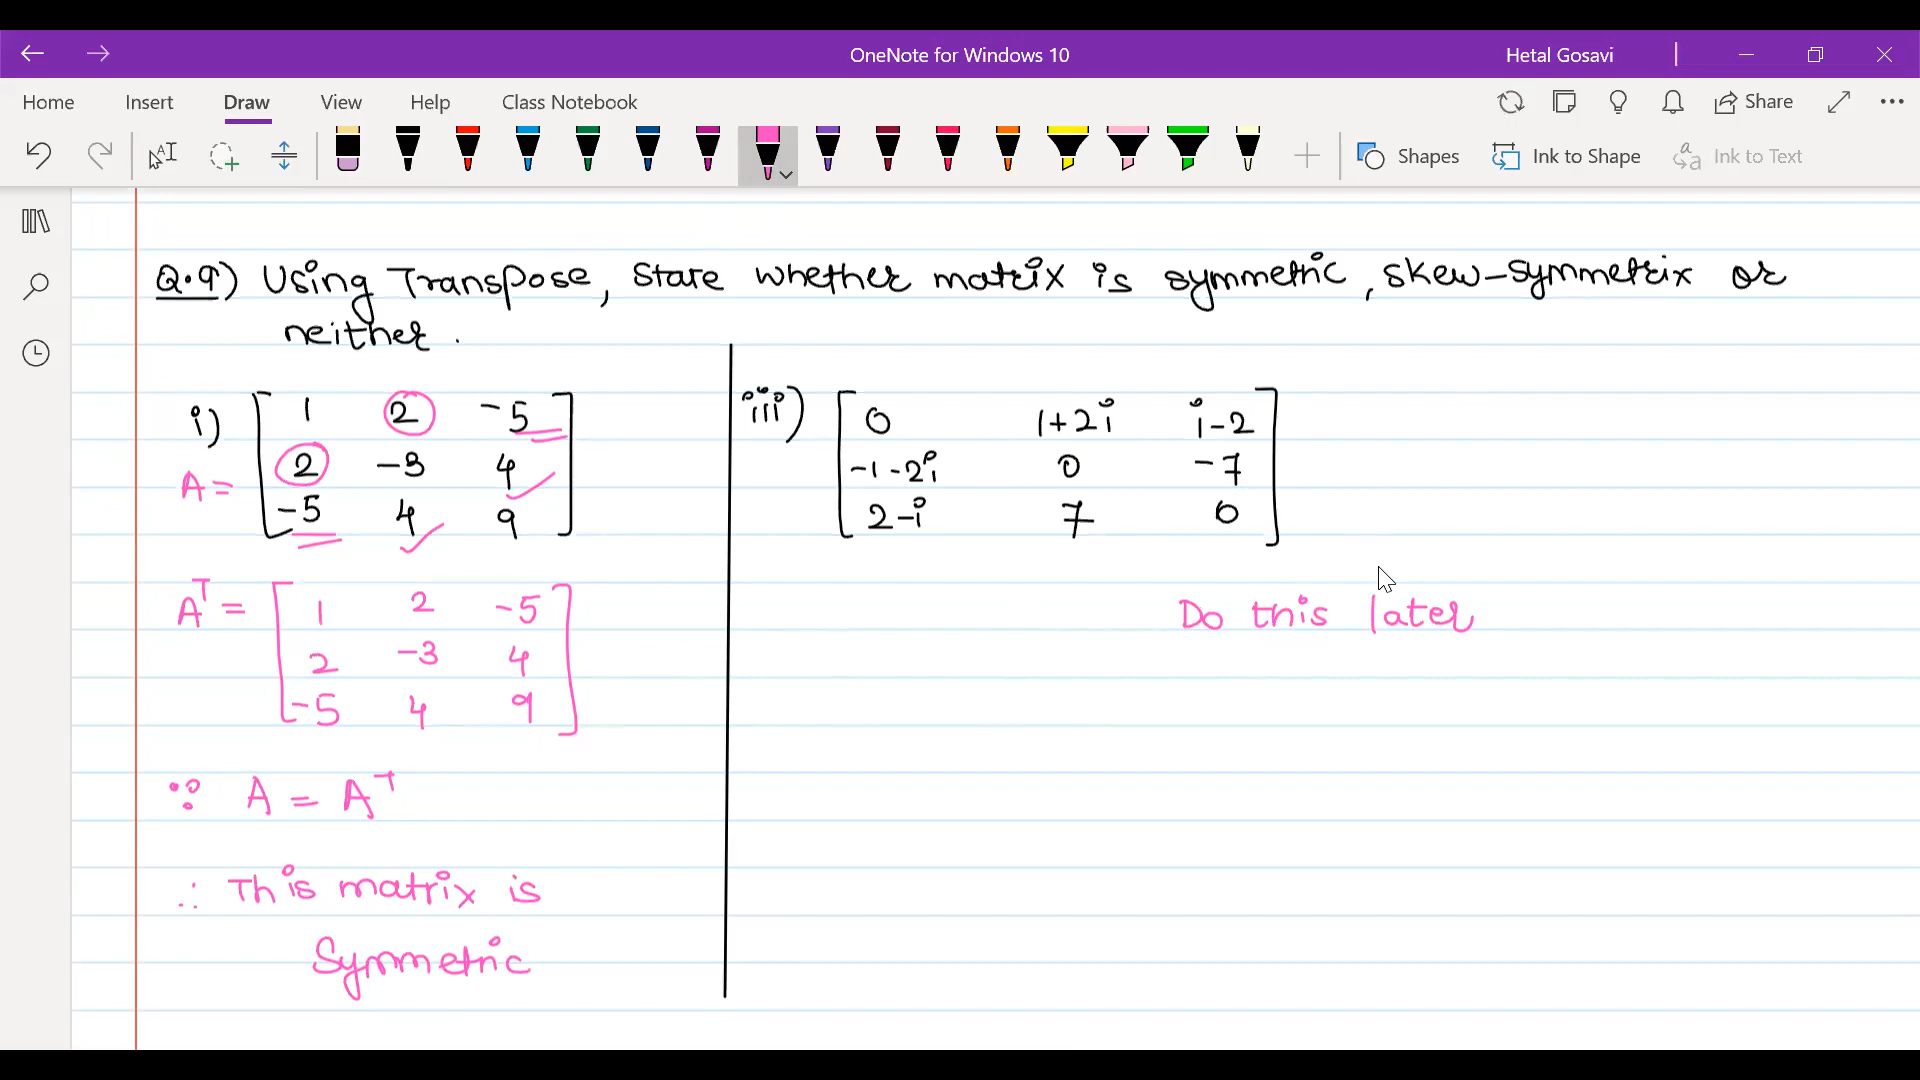 OneNote for Windows 10
Hetal Gosavi
Home Insert Draw View Help Class Notebook
Share
Shapes Ink to Shape Ink to Text
Q.9) Using Transpose, State whether matrix is symmetric, skew-symmetrix or
neither.
i) A = [ 1 2 -5
2 -3 4
-5 4 9 ]
Aᵀ = [ 1 2 -5
2 -3 4
-5 4 9 ]
∵ A = Aᵀ
∴ This matrix is
Symmetric
iii) [ 0 1+2i i-2
-1-2i 0 -7
2-i 7 0 ]
Do this later